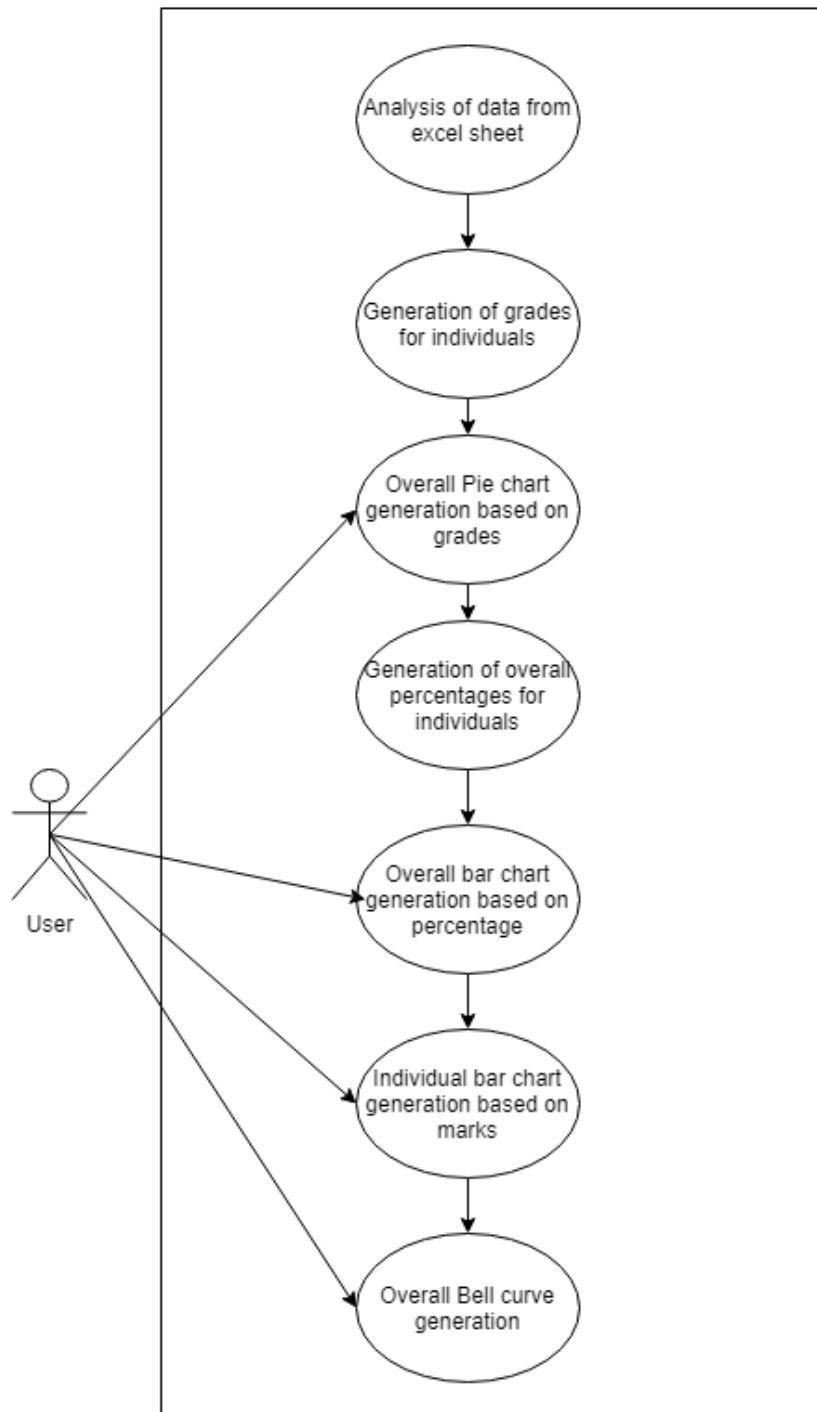 Analysis of data from
excel sheet
Generation of grades
for individuals
Overall Pie chart
generation based on
grades
Generation of overall
percentages for
individuals
User
Overall bar chart
generation based on
percentage
Individual bar chart
generation based on
marks
Overall Bell curve
generation